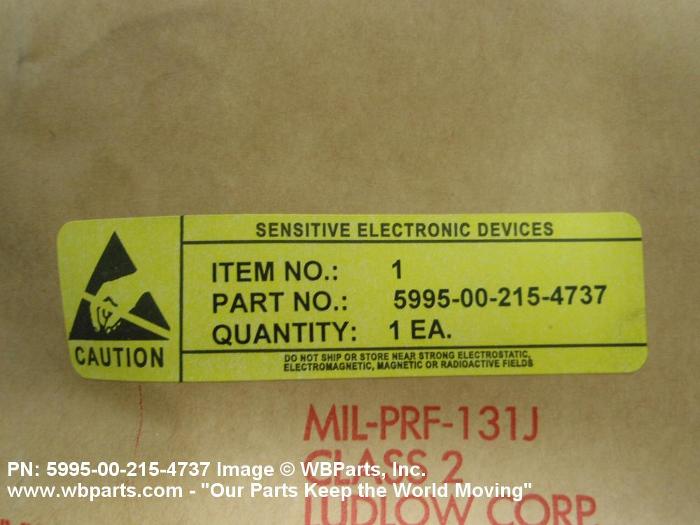 SENSITIVE ELECTRONIC DEVICES
ITEM NO.: 1
PART NO.: 5995-00-215-4737
QUANTITY: 1 EA.
CAUTION
DO NOT SHIP OR STORE NEAR STRONG ELECTROSTATIC,
ELECTROMAGNETIC, MAGNETIC OR RADIOACTIVE FIELDS
MIL-PRF-131J
CLASS 2
LUDLOW CORP
PN: 5995-00-215-4737 Image © WBParts, Inc.
www.wbparts.com - "Our Parts Keep the World Moving"